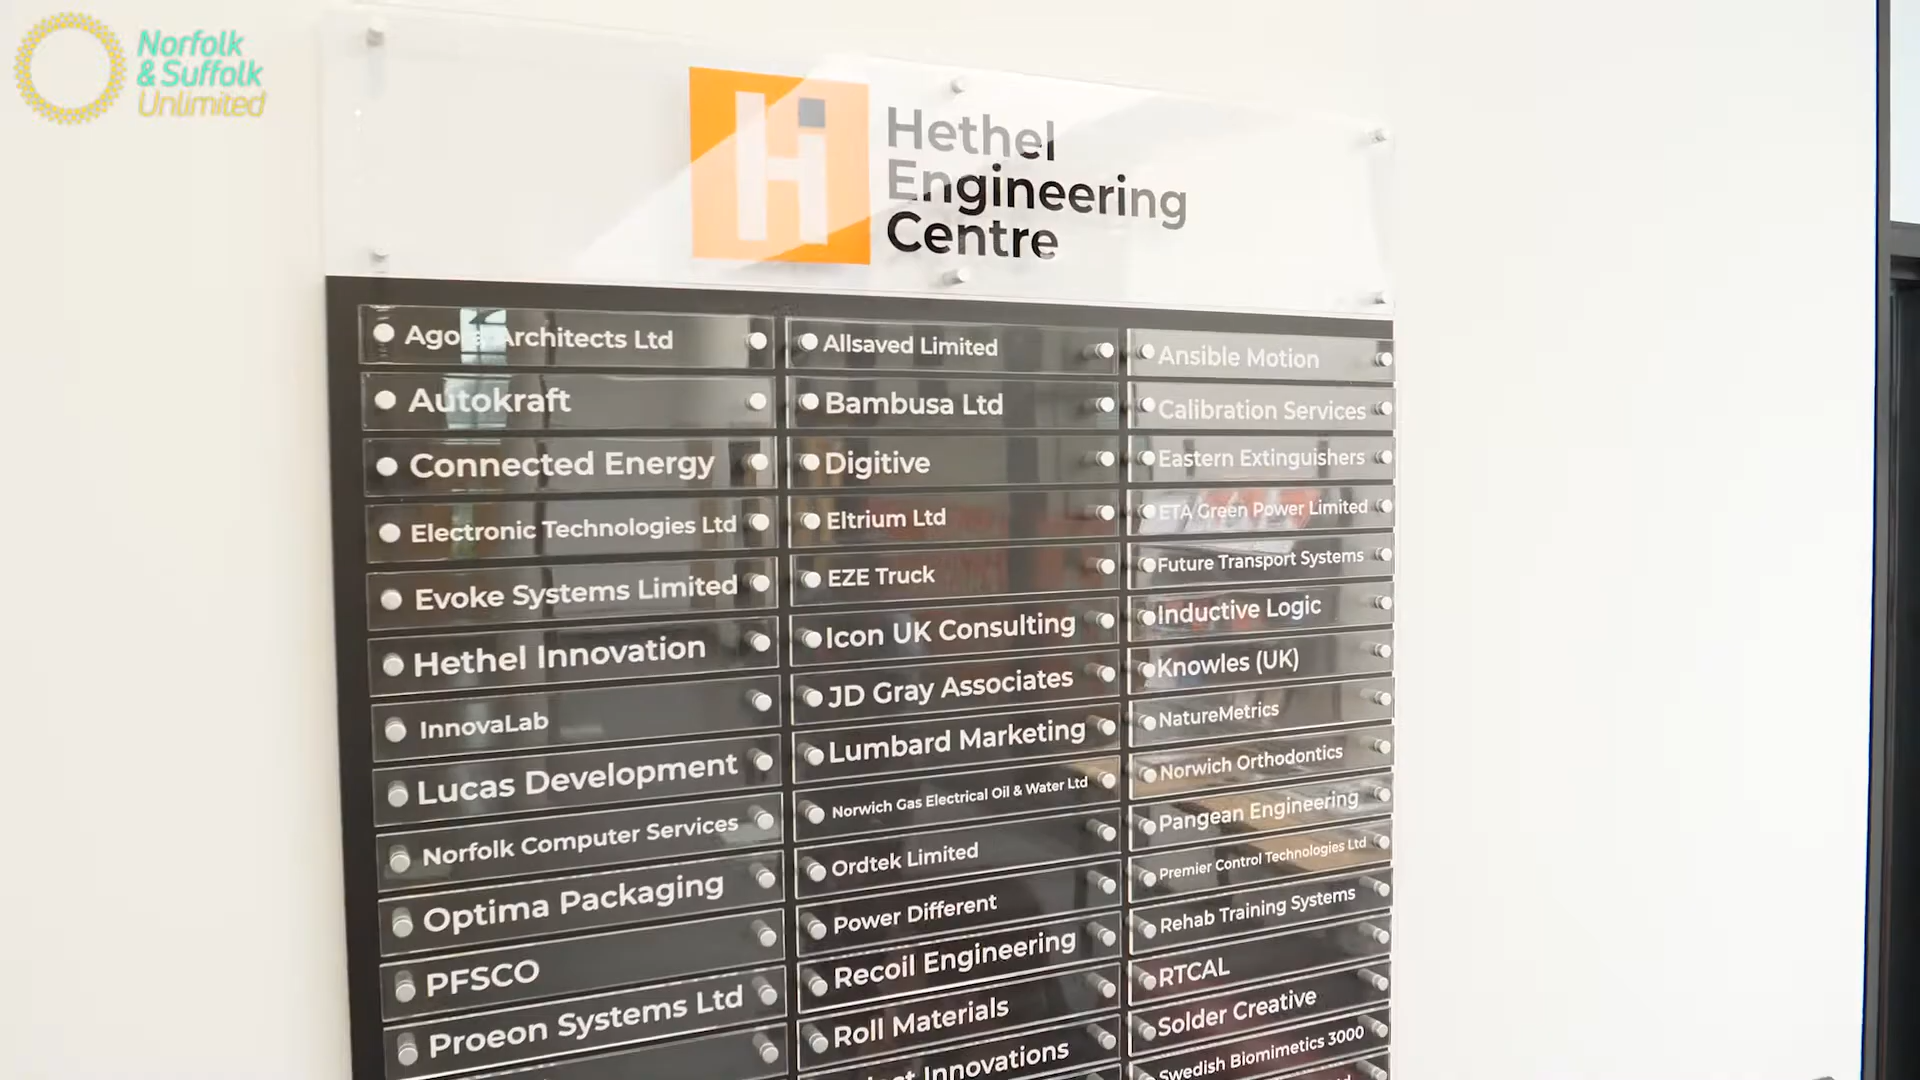 Norfolk
& Suffolk
Unlimited
Hethel
Engineering
Centre
Agora Architects Ltd
Autokraft
Connected Energy
Electronic Technologies Ltd
Evoke Systems Limited
Hethel Innovation
InnovaLab
Lucas Development
Norfolk Computer Services
Optima Packaging
PFSCO
Proeon Systems Ltd
Allsaved Limited
Bambusa Ltd
Digitive
Eltrium Ltd
EZE Truck
Icon UK Consulting
JD Gray Associates
Lumbard Marketing
Norwich Gas Electrical Oil & Water Ltd
Ordtek Limited
Power Different
Recoil Engineering
Roll Materials
Innovations
Ansible Motion
Calibration Services
Eastern Extinguishers
ETA Green Power Limited
Future Transport Systems
Inductive Logic
Knowles (UK)
NatureMetrics
Norwich Orthodontics
Pangean Engineering
Premier Control Technologies Ltd
Rehab Training Systems
RTCAL
Solder Creative
Swedish Biomimetics 3000